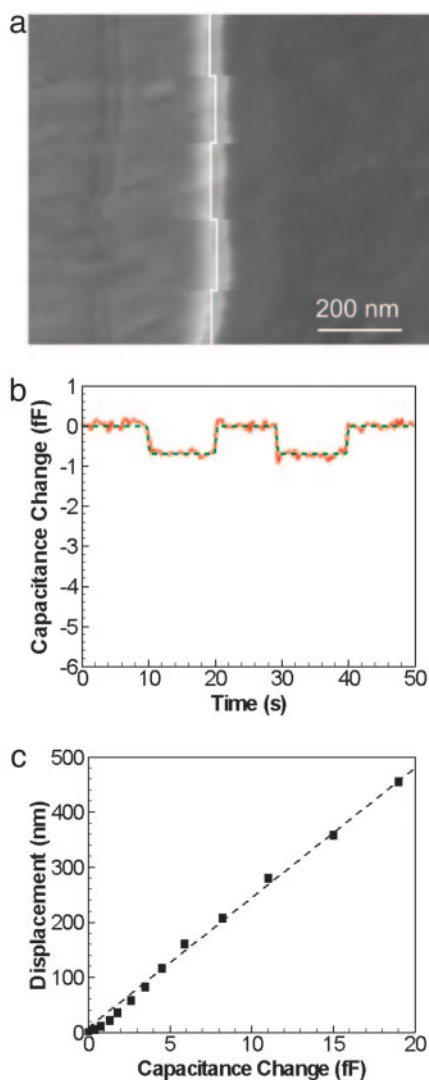 a
200 nm
b
1
0
-1
-2
-3
-4
-5
-6
Capacitance Change (fF)
0 10 20 30 40 50
Time (s)
c
500
400
300
200
100
0
Displacement (nm)
0 5 10 15 20
Capacitance Change (fF)